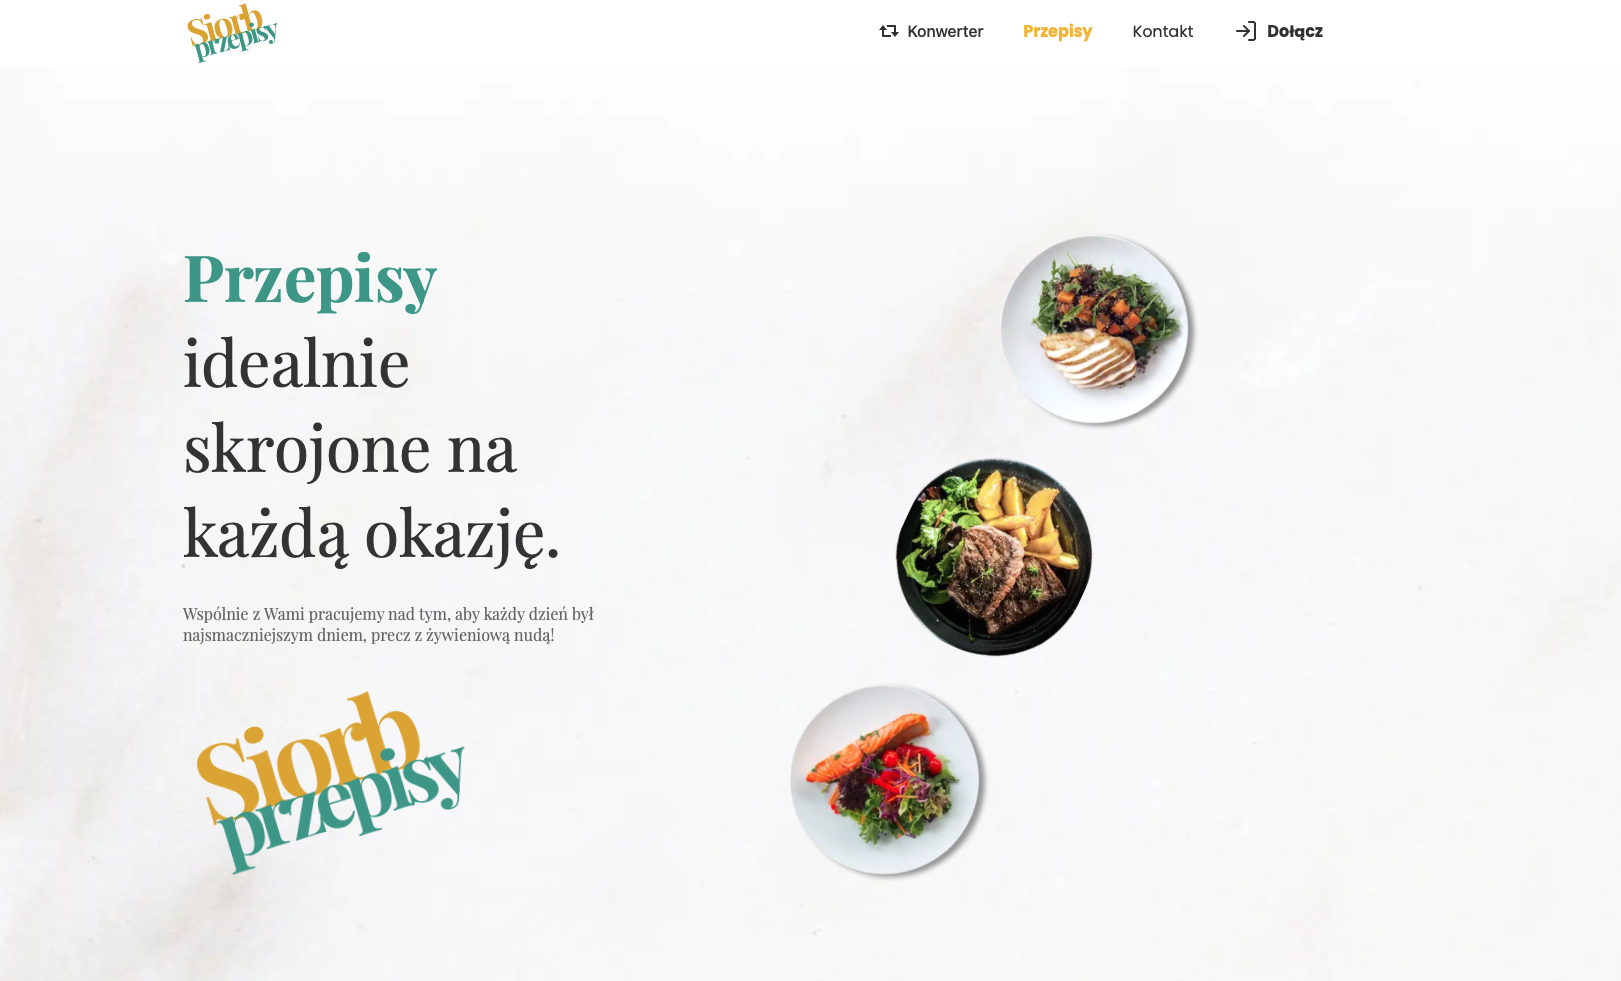 Siorb
przepisy
Konwerter
Przepisy
Kontakt
Dołącz
Przepisy
idealnie
skrojone na
każdą okazję.
Wspólnie z Wami pracujemy nad tym, aby każdy dzień był
najsmaczniejszym dniem, precz z żywieniową nudą!
Siorb
przepisy